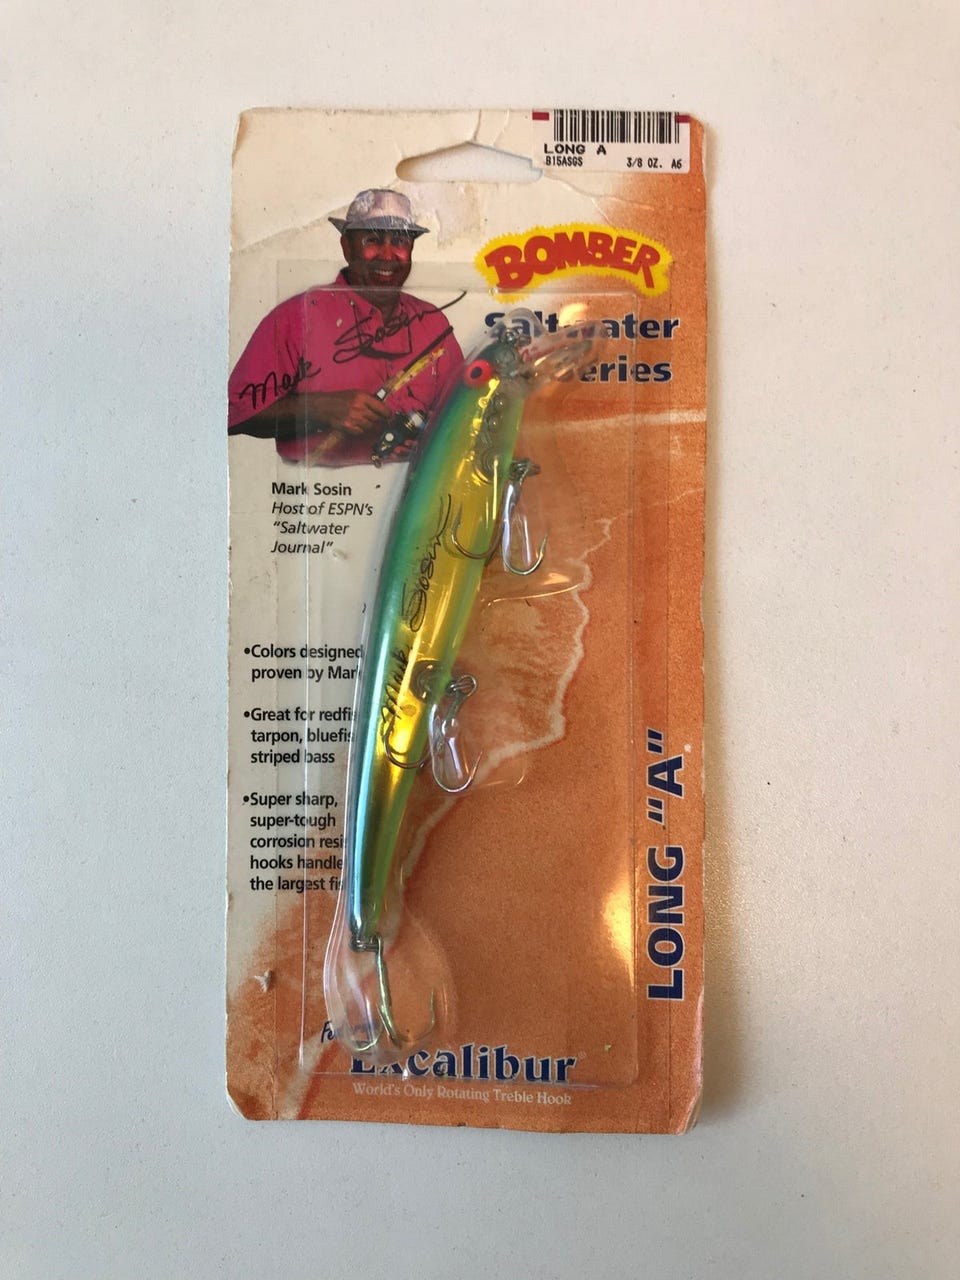 LONG A
B15ASGS 3/8 OZ. A6
BOMBER
Saltwater
Series
Mark Sosin
Mark Sosin
Host of ESPN's
"Saltwater
Journal"
Mark Sosin
•Colors designed
proven by Mark
•Great for redfis
tarpon, bluefis
striped bass
•Super sharp,
super-tough
corrosion resi
hooks handle
the largest fi
LONG "A"
Excalibur®
World's Only Rotating Treble Hook